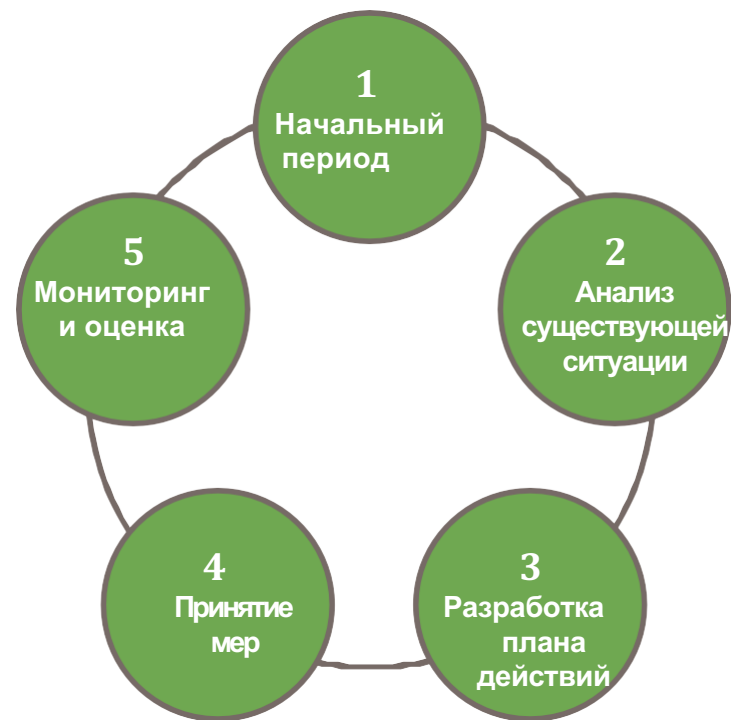 1
Начальный
период
2
Анализ
существующей
ситуации
3
Разработка
плана
действий
4
Принятие
мер
5
Мониторинг
и оценка